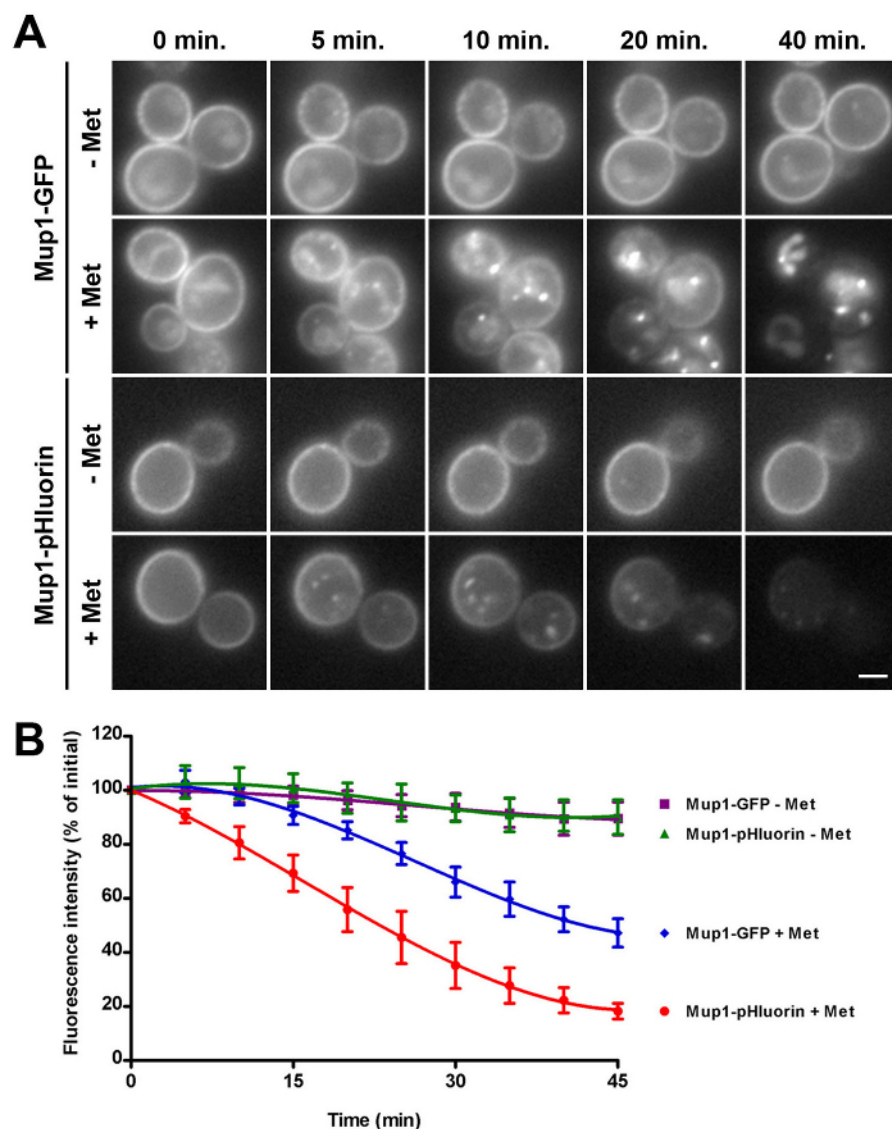 A
0 min. 5 min. 10 min. 20 min. 40 min.
Mup1-GFP
- Met
+ Met
Mup1-pHluorin
- Met
+ Met
B
Fluorescence intensity (% of initial)
120
100
80
60
40
20
0
0 15 30 45
Time (min)
Mup1-GFP - Met
Mup1-pHluorin - Met
Mup1-GFP + Met
Mup1-pHluorin + Met